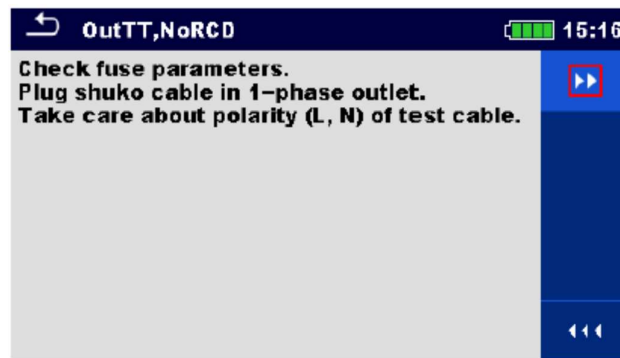 OutTT,NoRCD
15:16
Check fuse parameters.
Plug shuko cable in 1-phase outlet.
Take care about polarity (L, N) of test cable.